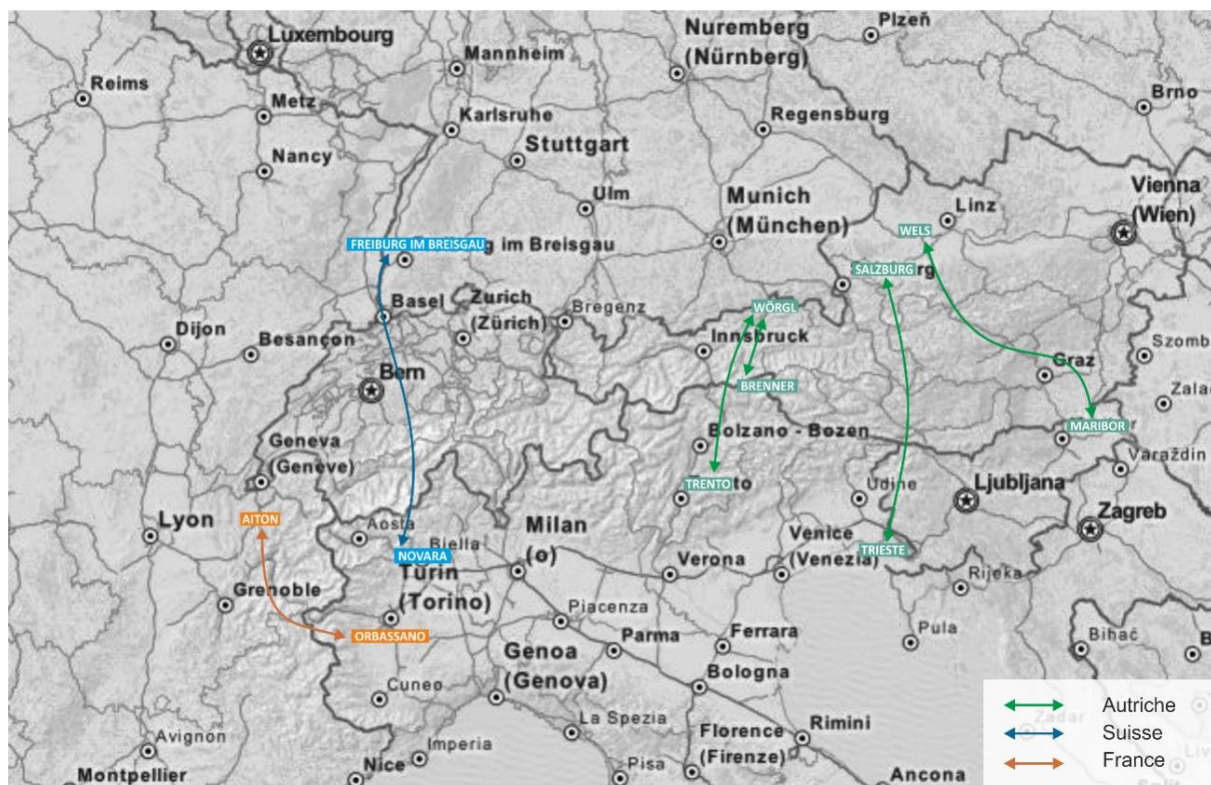 Luxembourg
Plzeň
Nuremberg
(Nürnberg)
Mannheim
Reims
Metz
Brno
Karlsruhe
Regensburg
Nancy
Stuttgart
Ulm
Munich
(München)
Vienna
(Wien)
Linz
WELS
FREIBURG IM BREISGAU
g im Breisgau
SALZBURG
rg
Basel
Zurich
(Zürich)
Bregenz
WÖRGL
Dijon
Besançon
Innsbruck
Szomb
Bern
BRENNER
Graz
Zala
MARIBOR
Bolzano - Bozen
Geneva
(Genève)
Varaždin
TRENTO
to
Udine
Ljubljana
Lyon
AITON
Aosta
Milan
(o)
Zagreb
Biella
NOVARA
Venice
(Venezia)
TRIESTE
Verona
Turin
(Torino)
Grenoble
Rijeka
Piacenza
ORBASSANO
Parma
Ferrara
Pula
Bihać
B
Genoa
(Genova)
Bologna
Cuneo
La Spezia
Florence
(Firenze)
Rimini
Avignon
Imperia
Montpellier
Nice
Pisa
Ancona
Autriche
Suisse
France
Zadar
Split